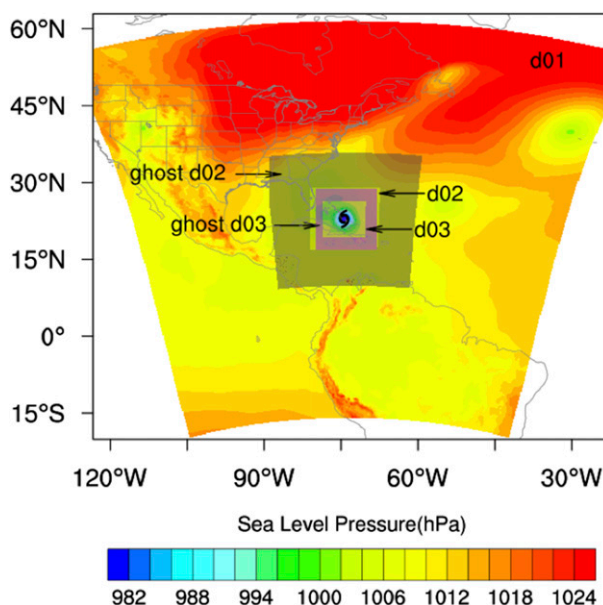 60°N
d01
45°N
ghost d02
30°N
d02
ghost d03
d03
15°N
0°
15°S
120°W 90°W 60°W 30°W
Sea Level Pressure(hPa)
982 988 994 1000 1006 1012 1018 1024